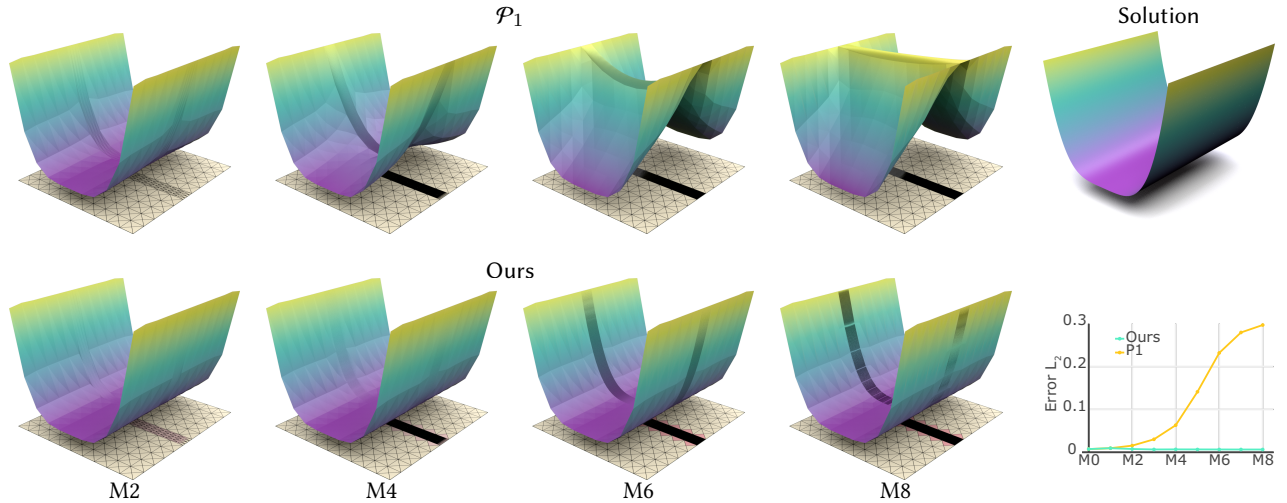 𝒫₁
Solution
Ours
M2
M4
M6
M8
Error L₂
0.3
0.2
0.1
0
Ours
P1
M0
M2
M4
M6
M8